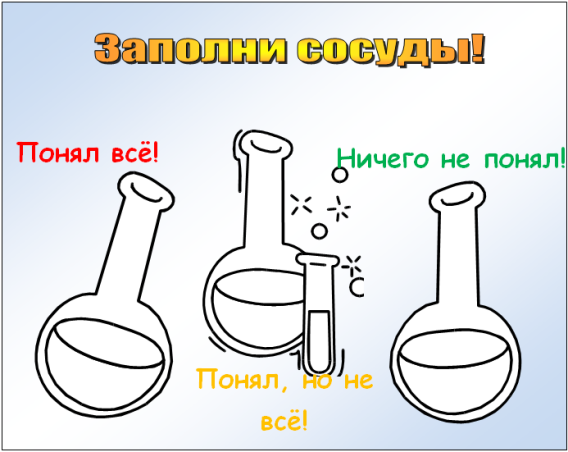 Заполни сосуды!
Понял всё!
Ничего не понял!
Понял, но не
всё!